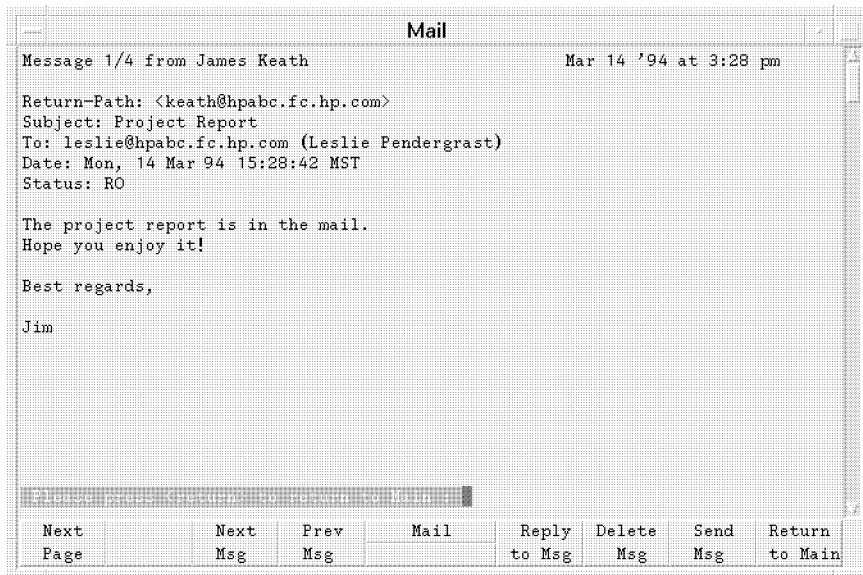 Mail
Message 1/4 from James Keath Mar 14 '94 at 3:28 pm
Return-Path: <keath@hpabc.fc.hp.com>
Subject: Project Report
To: leslie@hpabc.fc.hp.com (Leslie Pendergrast)
Date: Mon, 14 Mar 94 15:28:42 MST
Status: RO
The project report is in the mail.
Hope you enjoy it!
Best regards,
Jim
Please press <return> to return to Main :
Next Next Prev Mail Reply Delete Send Return
Page Msg Msg to Msg Msg Msg to Main